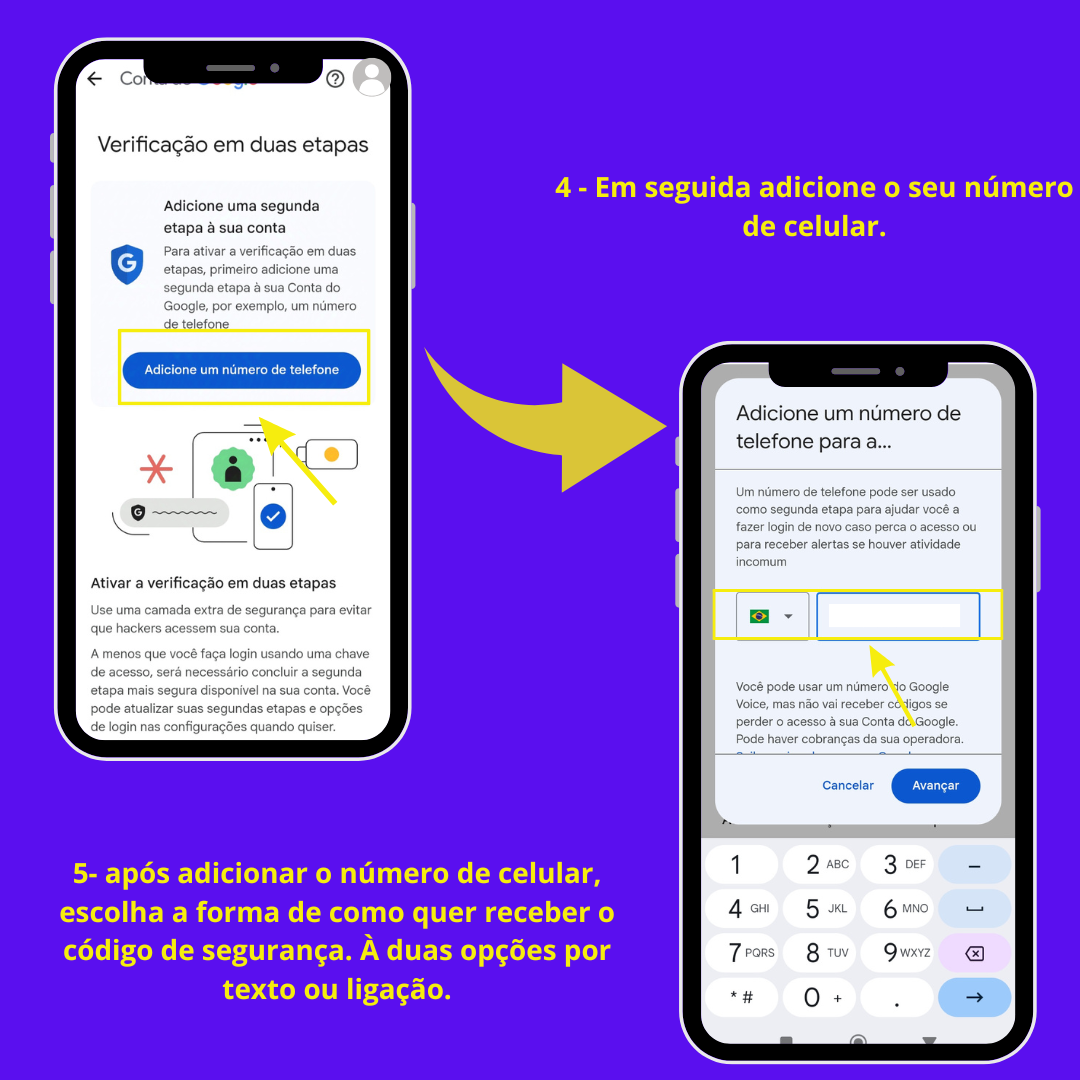 Verificação em duas etapas
Adicione uma segunda
etapa à sua conta
Para ativar a verificação em duas
etapas, primeiro adicione uma
segunda etapa à sua Conta do
Google, por exemplo, um número
de telefone
Adicione um número de telefone
Ativar a verificação em duas etapas
Use uma camada extra de segurança para evitar
que hackers acessem sua conta.
A menos que você faça login usando uma chave
de acesso, será necessário concluir a segunda
etapa mais segura disponível na sua conta. Você
pode atualizar suas segundas etapas e opções
de login nas configurações quando quiser.
4 - Em seguida adicione o seu número
de celular.
Adicione um número de
telefone para a...
Um número de telefone pode ser usado
como segunda etapa para ajudar você a
fazer login de novo caso perca o acesso ou
para receber alertas se houver atividade
incomum
Você pode usar um número do Google
Voice, mas não vai receber códigos se
perder o acesso à sua Conta do Google.
Pode haver cobranças da sua operadora.
Cancelar Avançar
1 2 ABC 3 DEF –
4 GHI 5 JKL 6 MNO
7 PQRS 8 TUV 9 WXYZ
* # 0 + .
5- após adicionar o número de celular,
escolha a forma de como quer receber o
código de segurança. À duas opções por
texto ou ligação.